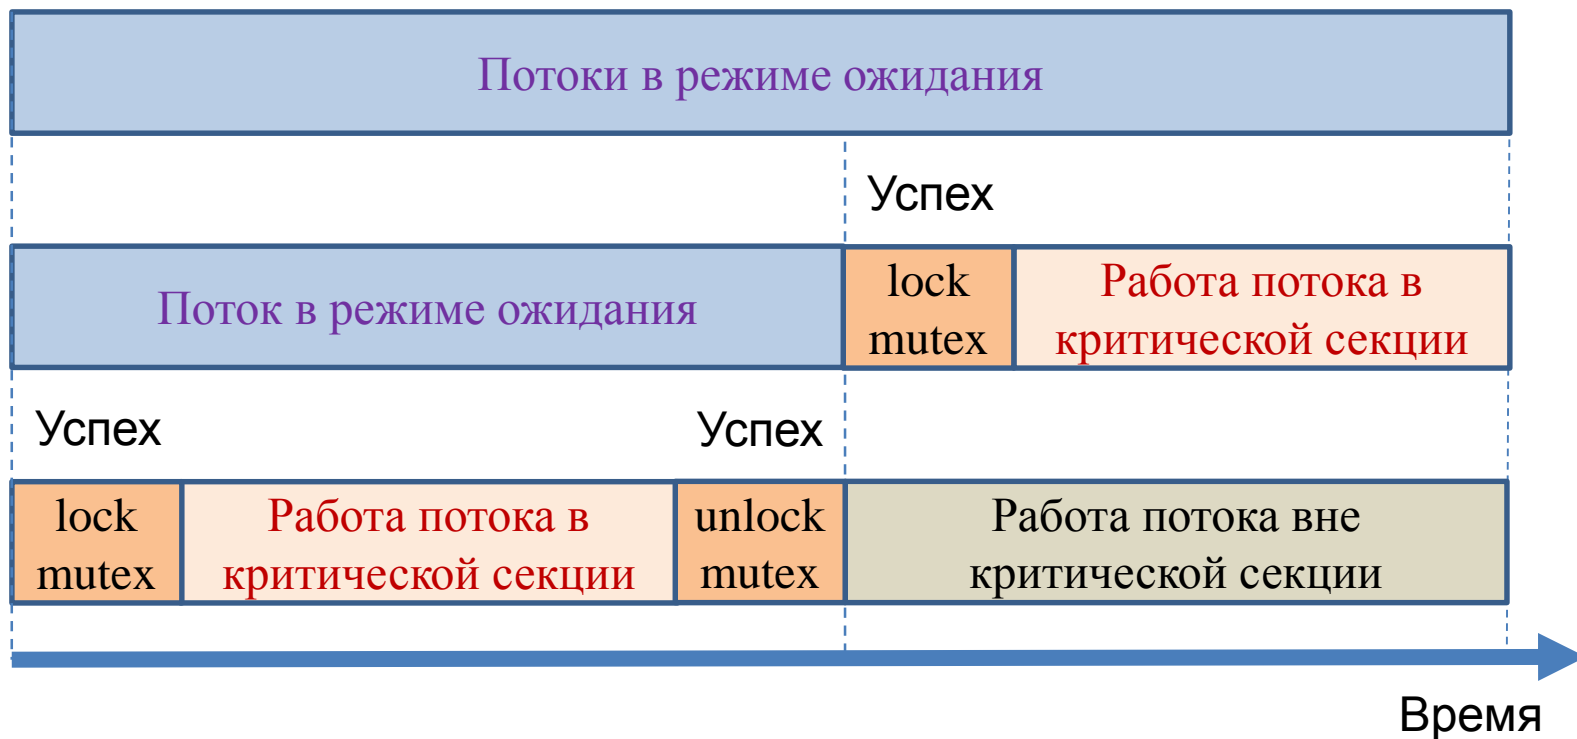 Потоки в режиме ожидания
Успех
Поток в режиме ожидания
lock
mutex
Работа потока в
критической секции
Успех
Успех
lock
mutex
Работа потока в
критической секции
unlock
mutex
Работа потока вне
критической секции
Время